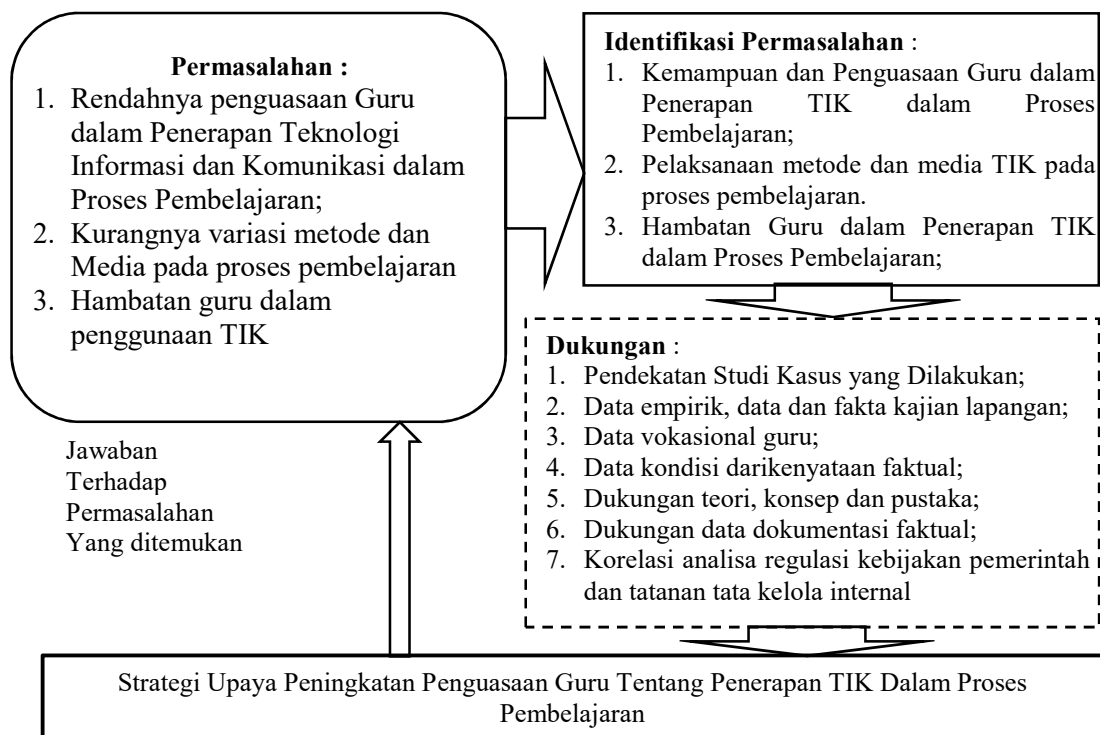 Permasalahan :
1. Rendahnya penguasaan Guru
dalam Penerapan Teknologi
Informasi dan Komunikasi dalam
Proses Pembelajaran;
2. Kurangnya variasi metode dan
Media pada proses pembelajaran
3. Hambatan guru dalam
penggunaan TIK
Identifikasi Permasalahan :
1. Kemampuan dan Penguasaan Guru dalam
Penerapan TIK dalam Proses
Pembelajaran;
2. Pelaksanaan metode dan media TIK pada
proses pembelajaran.
3. Hambatan Guru dalam Penerapan TIK
dalam Proses Pembelajaran;
Dukungan :
1. Pendekatan Studi Kasus yang Dilakukan;
2. Data empirik, data dan fakta kajian lapangan;
3. Data vokasional guru;
4. Data kondisi darikenyataan faktual;
5. Dukungan teori, konsep dan pustaka;
6. Dukungan data dokumentasi faktual;
7. Korelasi analisa regulasi kebijakan pemerintah
dan tatanan tata kelola internal
Jawaban
Terhadap
Permasalahan
Yang ditemukan
Strategi Upaya Peningkatan Penguasaan Guru Tentang Penerapan TIK Dalam Proses
Pembelajaran